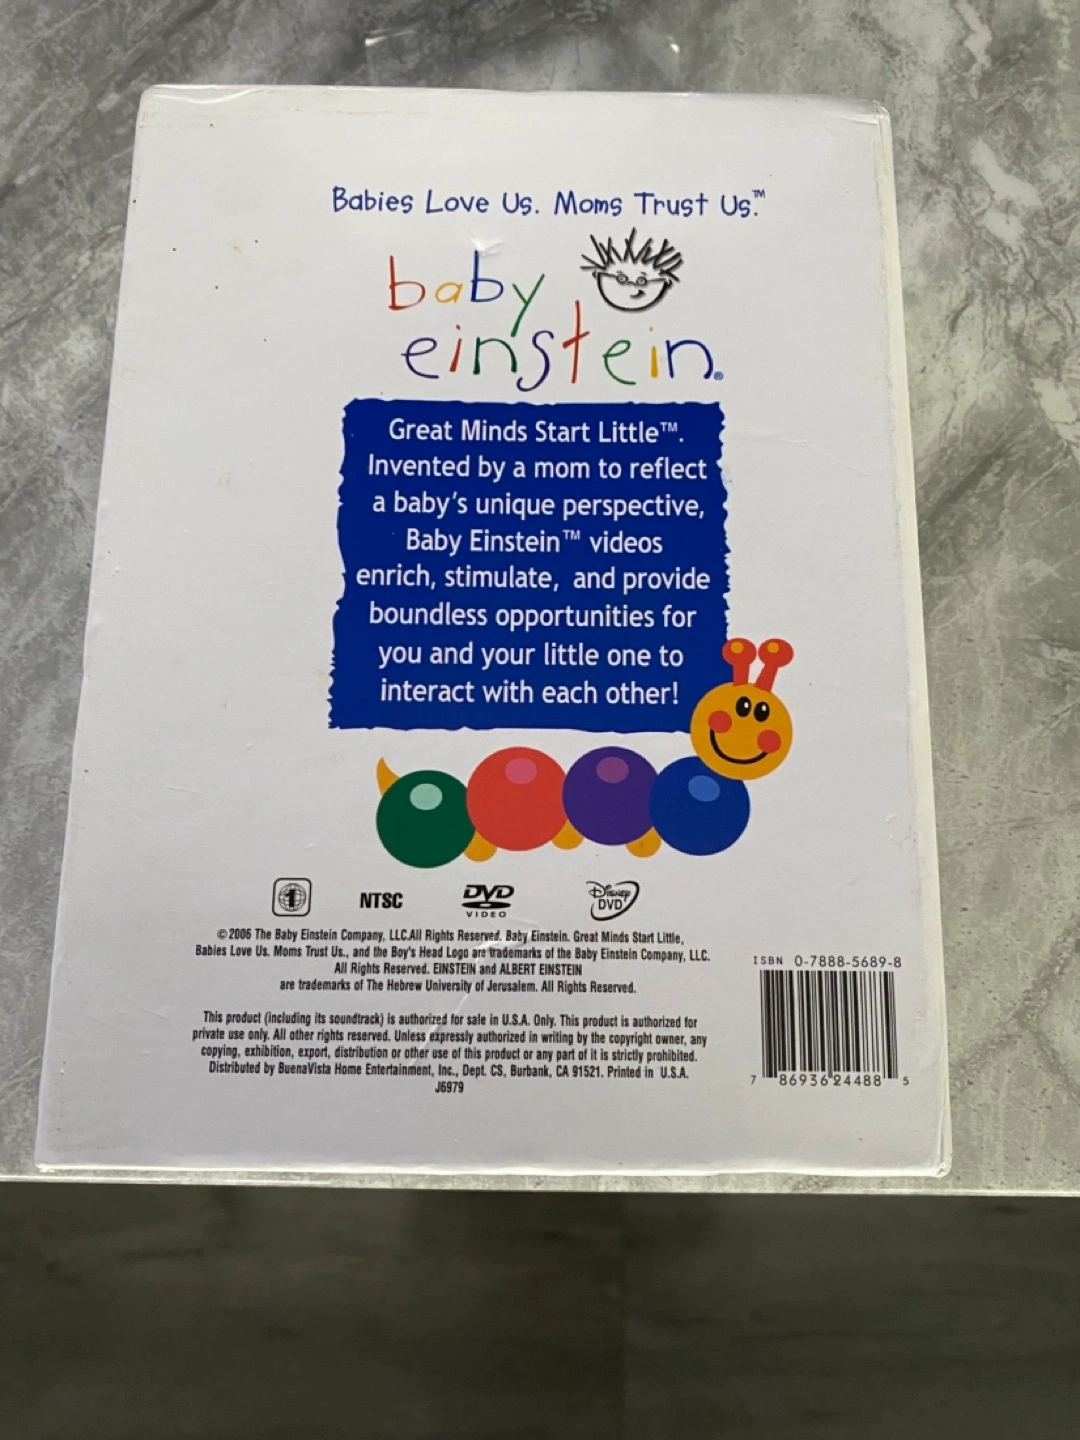 Babies Love Us. Moms Trust Us.™
baby
einstein®
Great Minds Start Little™.
Invented by a mom to reflect
a baby's unique perspective,
Baby Einstein™ videos
enrich, stimulate, and provide
boundless opportunities for
you and your little one to
interact with each other!
1
NTSC
DVD
VIDEO
Disney
DVD
©2006 The Baby Einstein Company, LLC.All Rights Reserved. Baby Einstein. Great Minds Start Little,
Babies Love Us. Moms Trust Us., and the Boy's Head Logo are trademarks of the Baby Einstein Company, LLC.
All Rights Reserved. EINSTEIN and ALBERT EINSTEIN
are trademarks of The Hebrew University of Jerusalem. All Rights Reserved.
This product (including its soundtrack) is authorized for sale in U.S.A. Only. This product is authorized for
private use only. All other rights reserved. Unless expressly authorized in writing by the copyright owner, any
copying, exhibition, export, distribution or other use of this product or any part of it is strictly prohibited.
Distributed by BuenaVista Home Entertainment, Inc., Dept. CS, Burbank, CA 91521. Printed in U.S.A.
J6979
ISBN 0-7888-5689-8
7 86936 24488 5